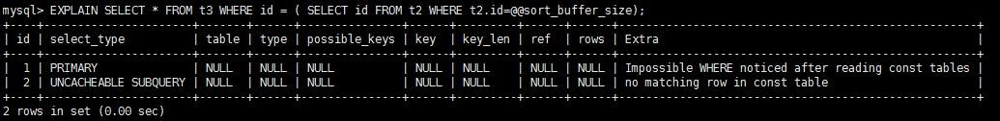 mysql> EXPLAIN SELECT * FROM t3 WHERE id = ( SELECT id FROM t2 WHERE t2.id=@@sort_buffer_size);
+----+----------------------+-------+------+---------------+------+---------+------+------+-----------------------------------------------------+
| id | select_type          | table | type | possible_keys | key  | key_len | ref  | rows | Extra                                               |
+----+----------------------+-------+------+---------------+------+---------+------+------+-----------------------------------------------------+
|  1 | PRIMARY              | NULL  | NULL | NULL          | NULL | NULL    | NULL | NULL | Impossible WHERE noticed after reading const tables |
|  2 | UNCACHEABLE SUBQUERY | NULL  | NULL | NULL          | NULL | NULL    | NULL | NULL | no matching row in const table                      |
+----+----------------------+-------+------+---------------+------+---------+------+------+-----------------------------------------------------+
2 rows in set (0.00 sec)